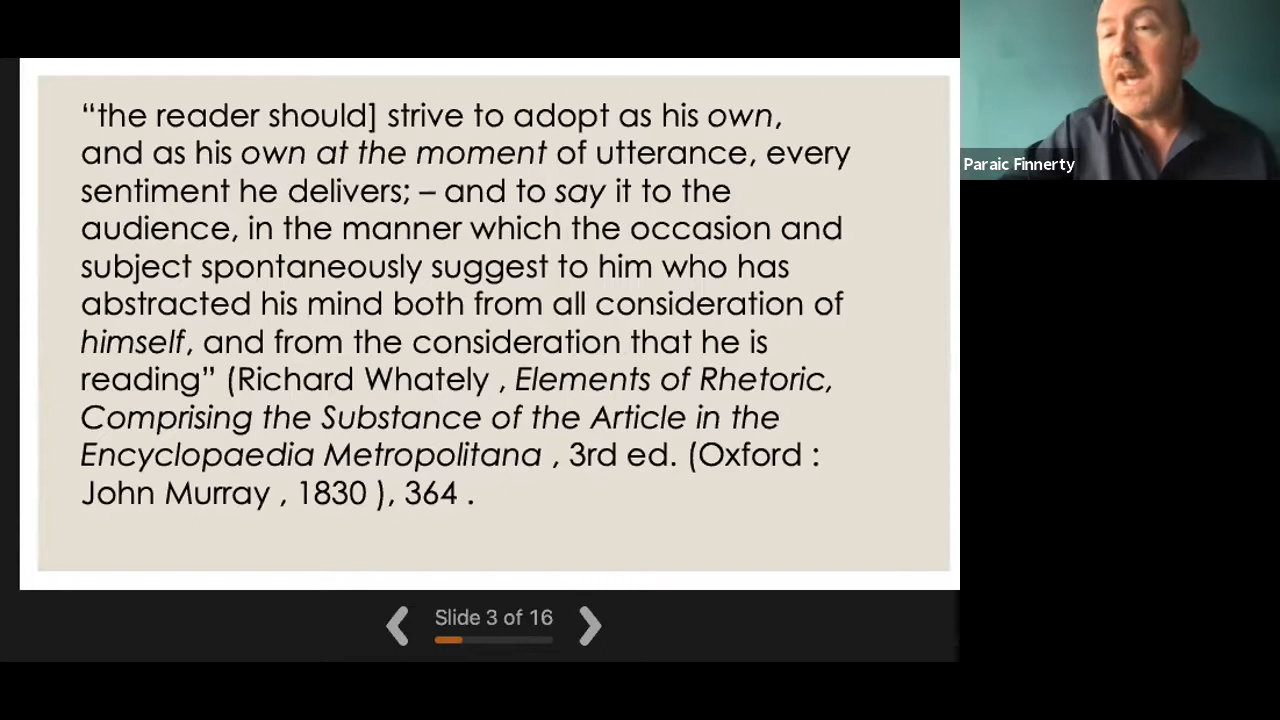 “the reader should] strive to adopt as his own,
and as his own at the moment of utterance, every
sentiment he delivers; – and to say it to the
audience, in the manner which the occasion and
subject spontaneously suggest to him who has
abstracted his mind both from all consideration of
himself, and from the consideration that he is
reading” (Richard Whately , Elements of Rhetoric,
Comprising the Substance of the Article in the
Encyclopaedia Metropolitana , 3rd ed. (Oxford :
John Murray , 1830 ), 364 .
Slide 3 of 16
Paraic Finnerty